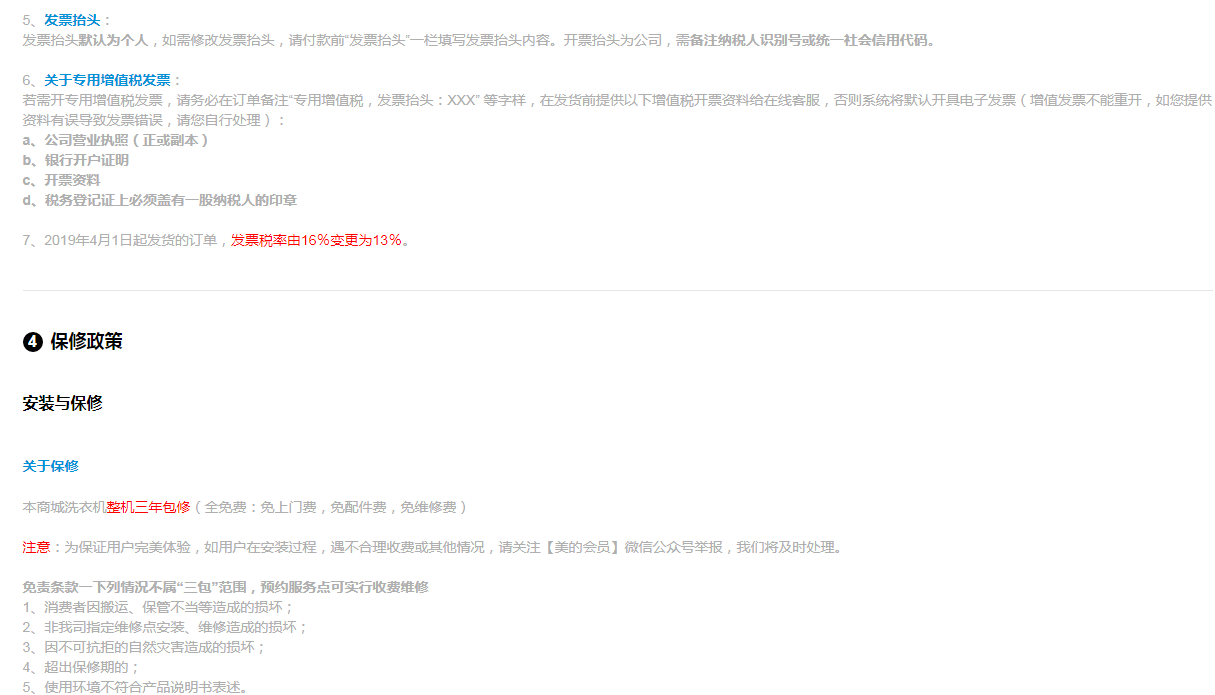 5、发票抬头：
发票抬头默认为个人，如需修改发票抬头，请付款前“发票抬头”一栏填写发票抬头内容。开票抬头为公司，需备注纳税人识别号或统一社会信用代码。
6、关于专用增值税发票：
若需开专用增值税发票，请务必在订单备注“专用增值税，发票抬头：XXX” 等字样，在发货前提供以下增值税开票资料给在线客服，否则系统将默认开具电子发票（增值发票不能重开，如您提供
资料有误导致发票错误，请您自行处理）：
a、公司营业执照（正或副本）
b、银行开户证明
c、开票资料
d、税务登记证上必须盖有一股纳税人的印章
7、2019年4月1日起发货的订单，发票税率由16%变更为13%。
4 保修政策
安装与保修
关于保修
本商城洗衣机整机三年包修（全免费：免上门费，免配件费，免维修费）
注意：为保证用户完美体验，如用户在安装过程，遇不合理收费或其他情况，请关注【美的会员】微信公众号举报，我们将及时处理。
免责条款一下列情况不属“三包”范围，预约服务点可实行收费维修
1、消费者因搬运、保管不当等造成的损坏；
2、非我司指定维修点安装、维修造成的损坏；
3、因不可抗拒的自然灾害造成的损坏；
4、超出保修期的；
5、使用环境不符合产品说明书表述。